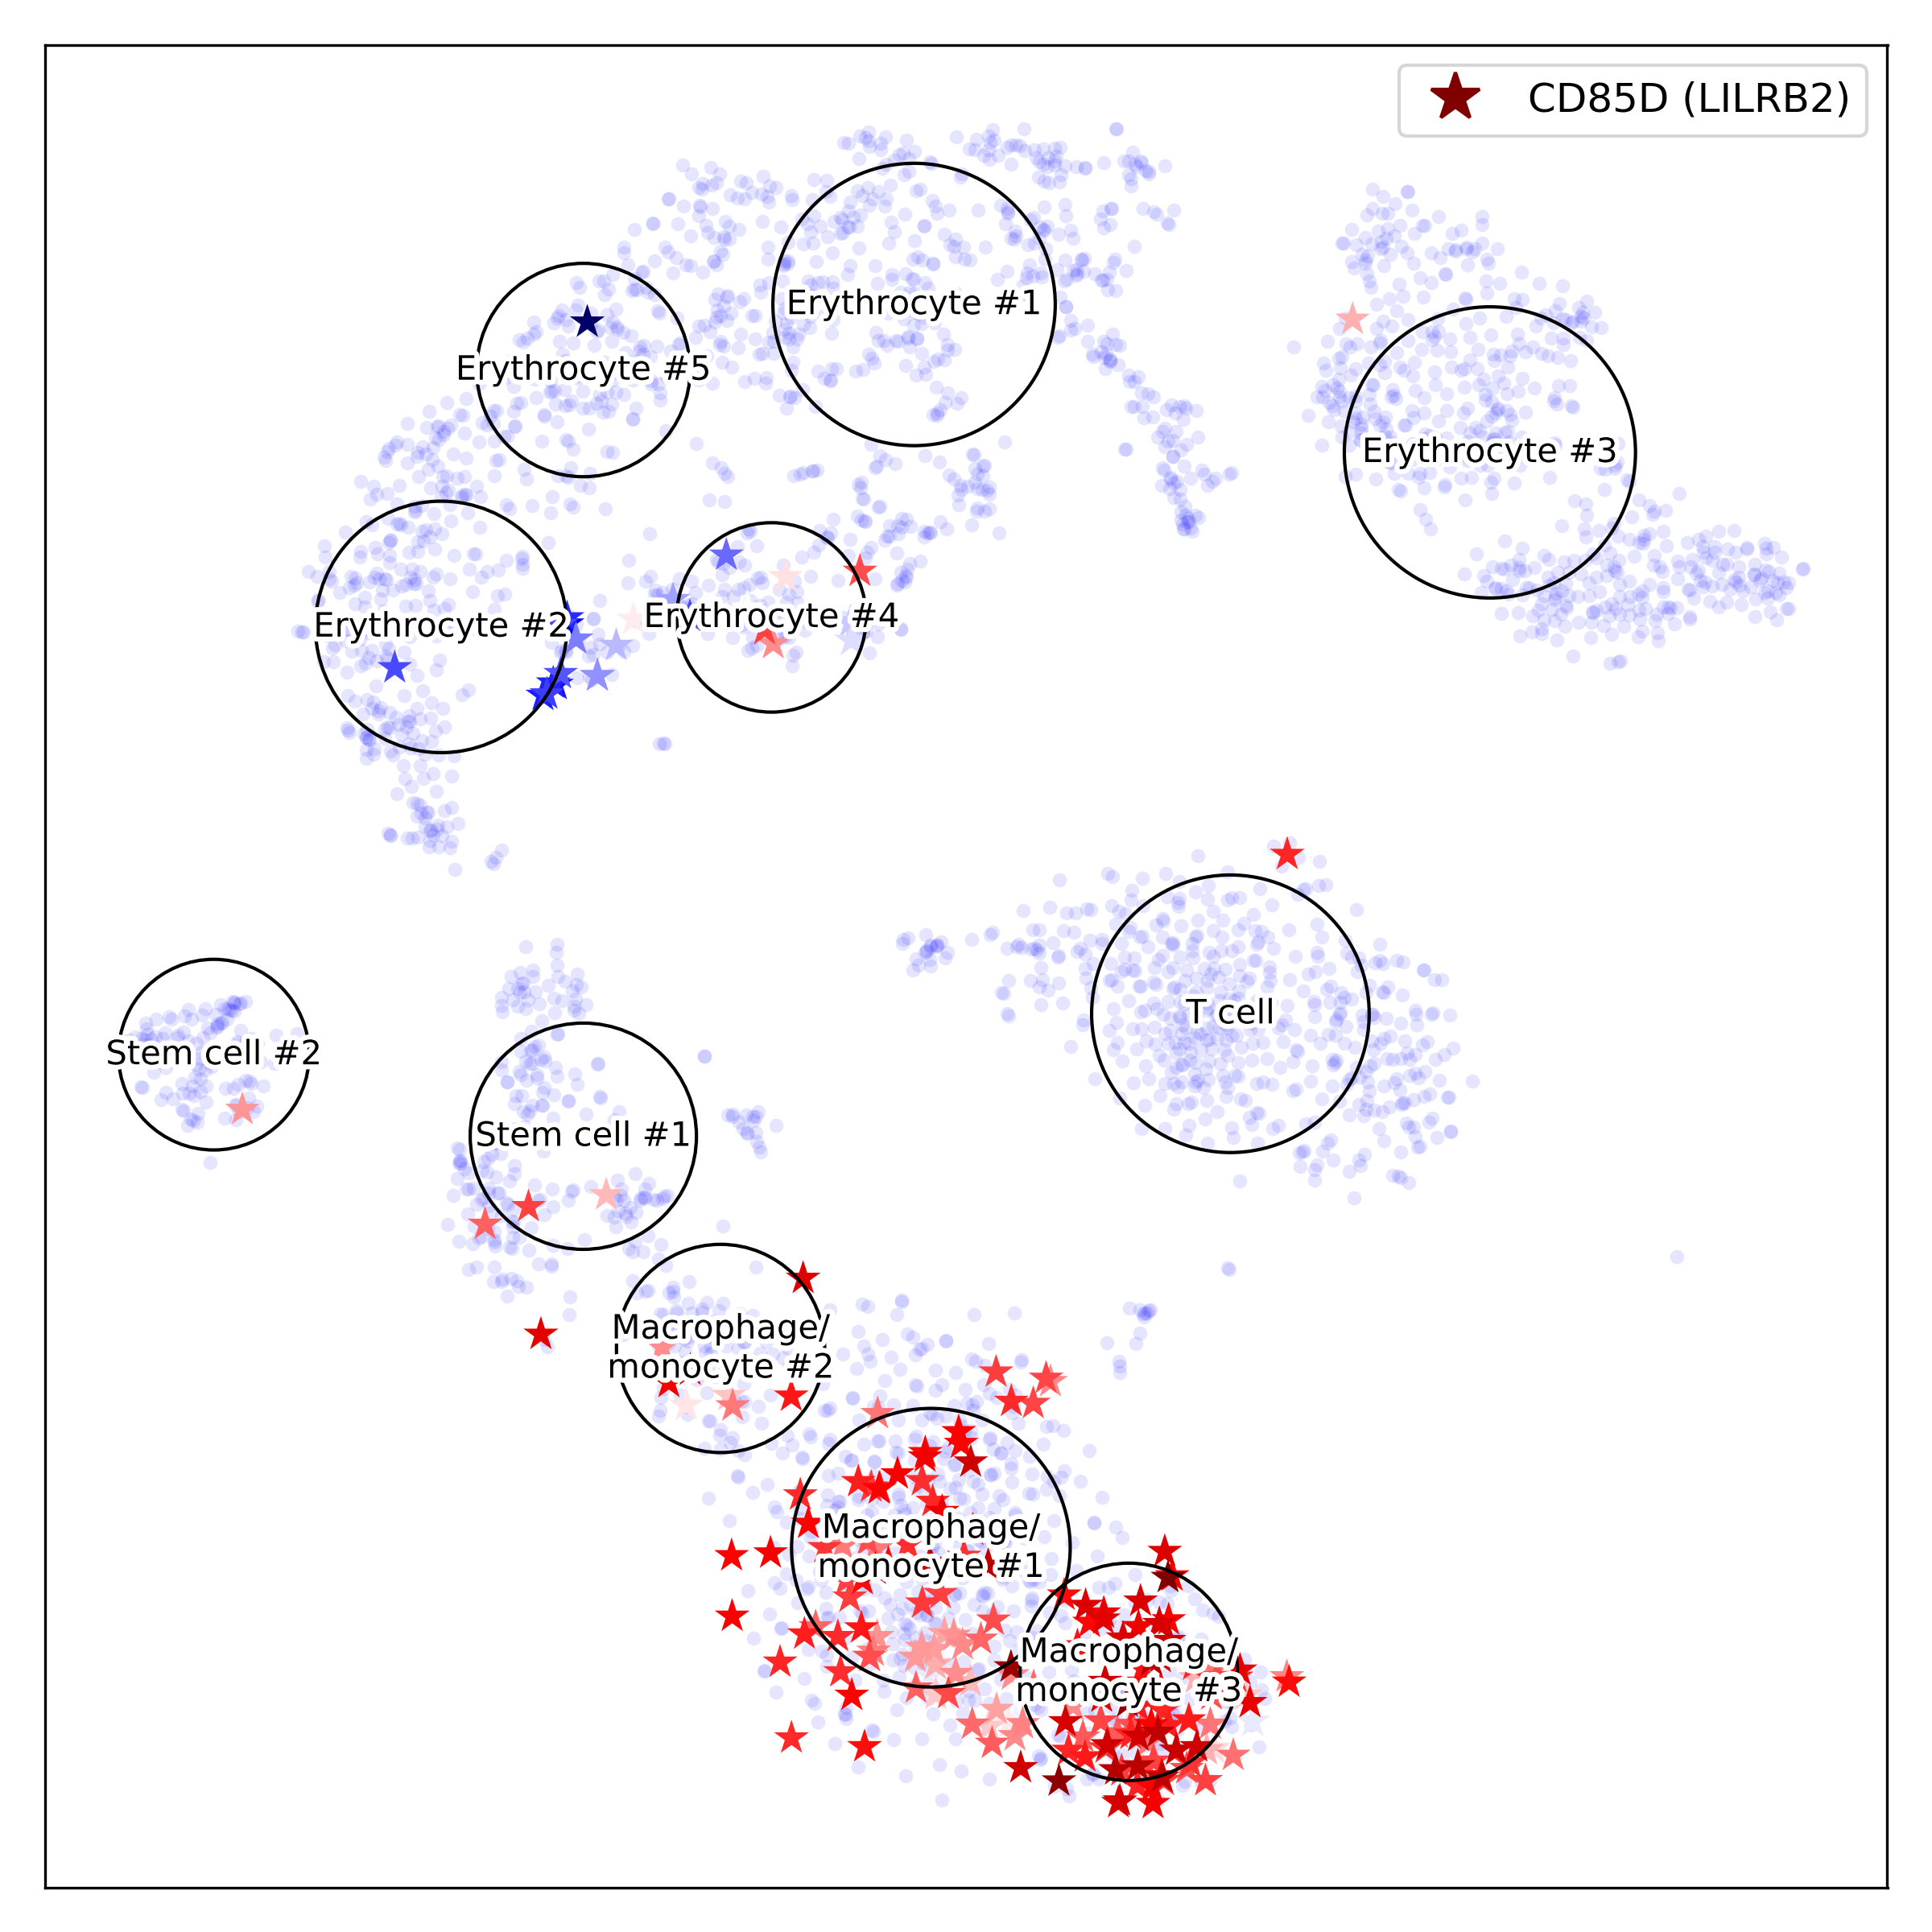 CD85D (LILRB2)
Erythrocyte #1
Erythrocyte #5
Erythrocyte #3
Erythrocyte #4
Erythrocyte #2
T cell
Stem cell #2
Stem cell #1
Macrophage/
monocyte #2
Macrophage/
monocyte #1
Macrophage/
monocyte #3